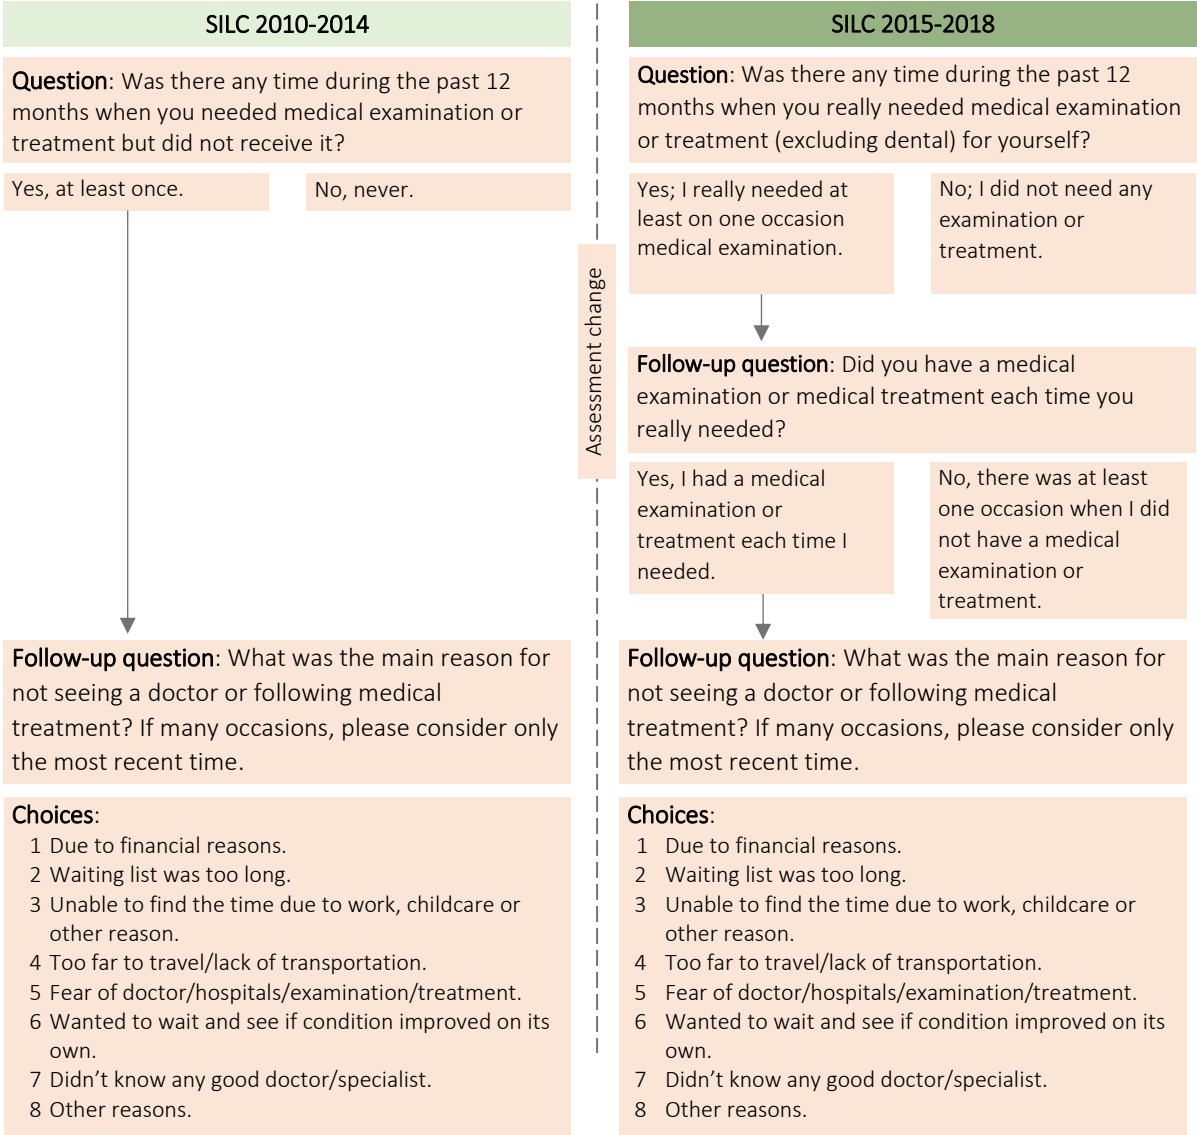 SILC 2010-2014
Question: Was there any time during the past 12
months when you needed medical examination or
treatment but did not receive it?
Yes, at least once.
No, never.
Follow-up question: What was the main reason for
not seeing a doctor or following medical
treatment? If many occasions, please consider only
the most recent time.
Choices:
1 Due to financial reasons.
2 Waiting list was too long.
3 Unable to find the time due to work, childcare or
other reason.
4 Too far to travel/lack of transportation.
5 Fear of doctor/hospitals/examination/treatment.
6 Wanted to wait and see if condition improved on its
own.
7 Didn’t know any good doctor/specialist.
8 Other reasons.
Assessment change
SILC 2015-2018
Question: Was there any time during the past 12
months when you really needed medical examination
or treatment (excluding dental) for yourself?
Yes; I really needed at
least on one occasion
medical examination.
No; I did not need any
examination or
treatment.
Follow-up question: Did you have a medical
examination or medical treatment each time you
really needed?
Yes, I had a medical
examination or
treatment each time I
needed.
No, there was at least
one occasion when I did
not have a medical
examination or
treatment.
Follow-up question: What was the main reason for
not seeing a doctor or following medical
treatment? If many occasions, please consider only
the most recent time.
Choices:
1 Due to financial reasons.
2 Waiting list was too long.
3 Unable to find the time due to work, childcare or
other reason.
4 Too far to travel/lack of transportation.
5 Fear of doctor/hospitals/examination/treatment.
6 Wanted to wait and see if condition improved on its
own.
7 Didn’t know any good doctor/specialist.
8 Other reasons.